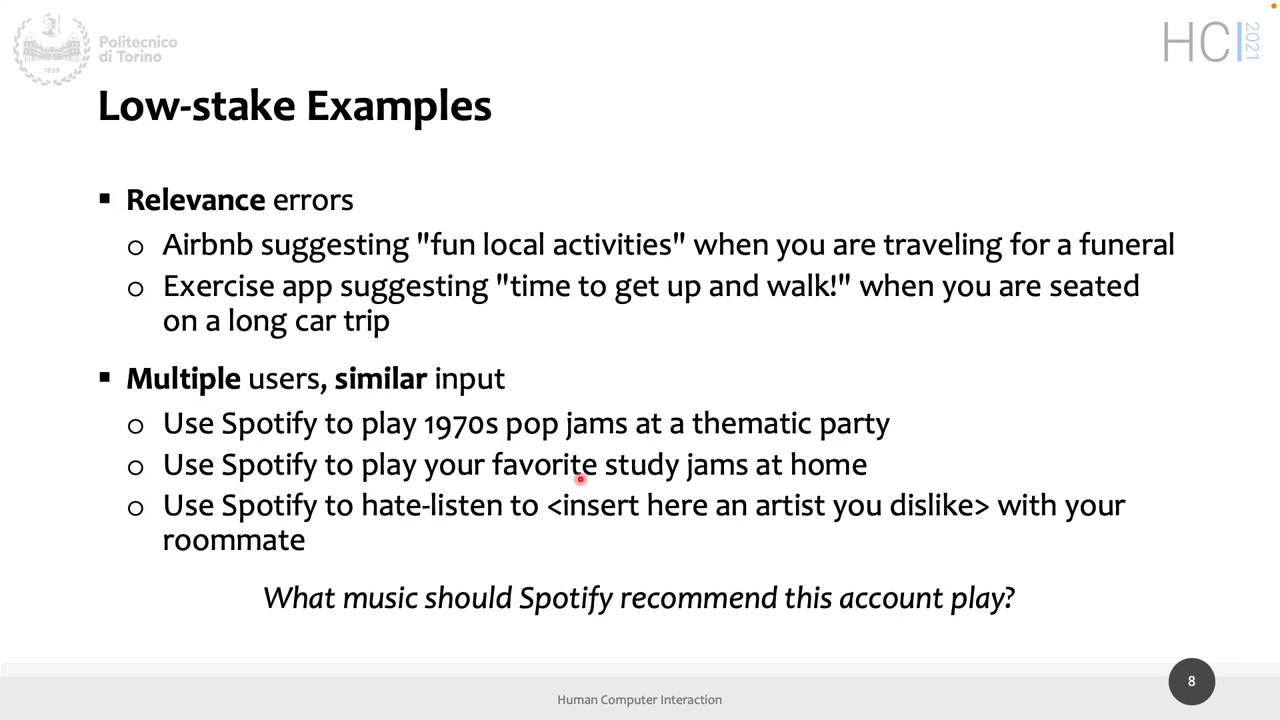 Politecnico
di Torino
1859
HCI 2021
Low-stake Examples
▪ Relevance errors
o Airbnb suggesting "fun local activities" when you are traveling for a funeral
o Exercise app suggesting "time to get up and walk!" when you are seated
on a long car trip
▪ Multiple users, similar input
o Use Spotify to play 1970s pop jams at a thematic party
o Use Spotify to play your favorite study jams at home
o Use Spotify to hate-listen to <insert here an artist you dislike> with your
roommate
What music should Spotify recommend this account play?
Human Computer Interaction
8